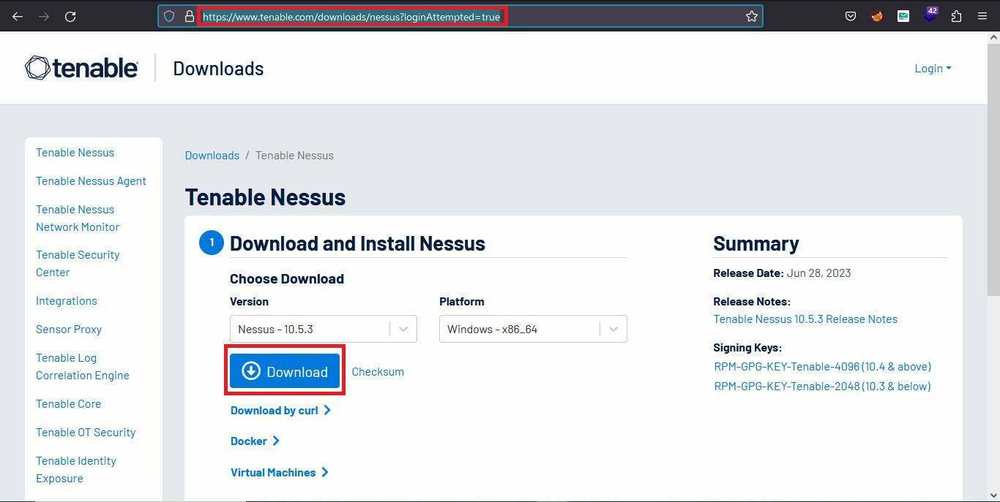 https://www.tenable.com/downloads/nessus?loginAttempted=true
42
tenable
Downloads
Login
Tenable Nessus
Tenable Nessus Agent
Tenable Nessus
Network Monitor
Tenable Security
Center
Integrations
Sensor Proxy
Tenable Log
Correlation Engine
Tenable Core
Tenable OT Security
Tenable Identity
Exposure
Downloads / Tenable Nessus
Tenable Nessus
1 Download and Install Nessus
Choose Download
Version
Platform
Nessus - 10.5.3
Windows - x86_64
Download
Checksum
Download by curl
Docker
Virtual Machines
Summary
Release Date: Jun 28, 2023
Release Notes:
Tenable Nessus 10.5.3 Release Notes
Signing Keys:
RPM-GPG-KEY-Tenable-4096 (10.4 & above)
RPM-GPG-KEY-Tenable-2048 (10.3 & below)